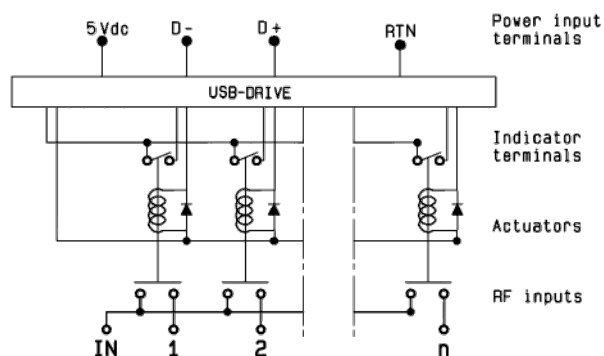 5Vdc D- D+ RTN Power input
terminals
USB-DRIVE
Indicator
terminals
Actuators
RF inputs
IN 1 2 n